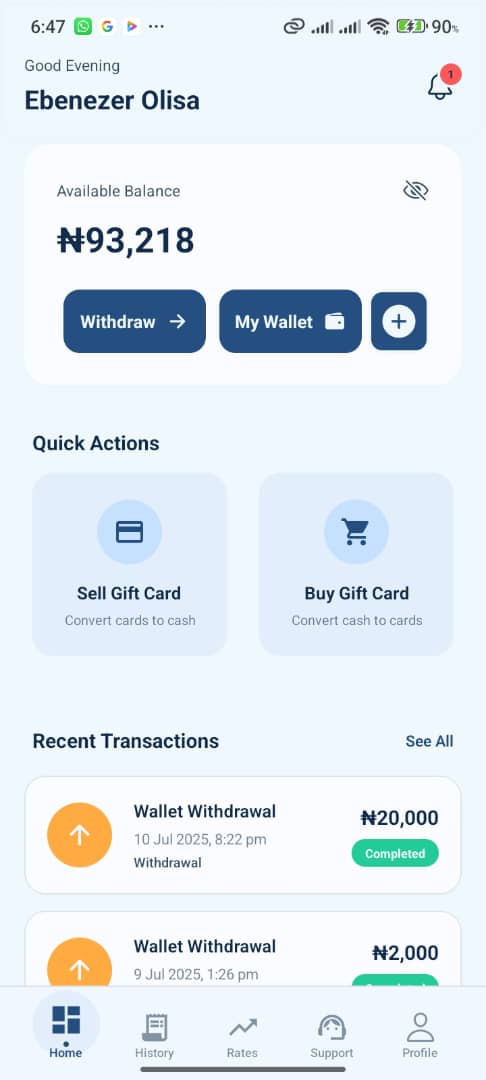 6:47
90%
Good Evening
Ebenezer Olisa
1
Available Balance
₦93,218
Withdraw
My Wallet
Quick Actions
Sell Gift Card
Convert cards to cash
Buy Gift Card
Convert cash to cards
Recent Transactions
See All
Wallet Withdrawal
10 Jul 2025, 8:22 pm
Withdrawal
₦20,000
Completed
Wallet Withdrawal
9 Jul 2025, 1:26 pm
₦2,000
Home
History
Rates
Support
Profile